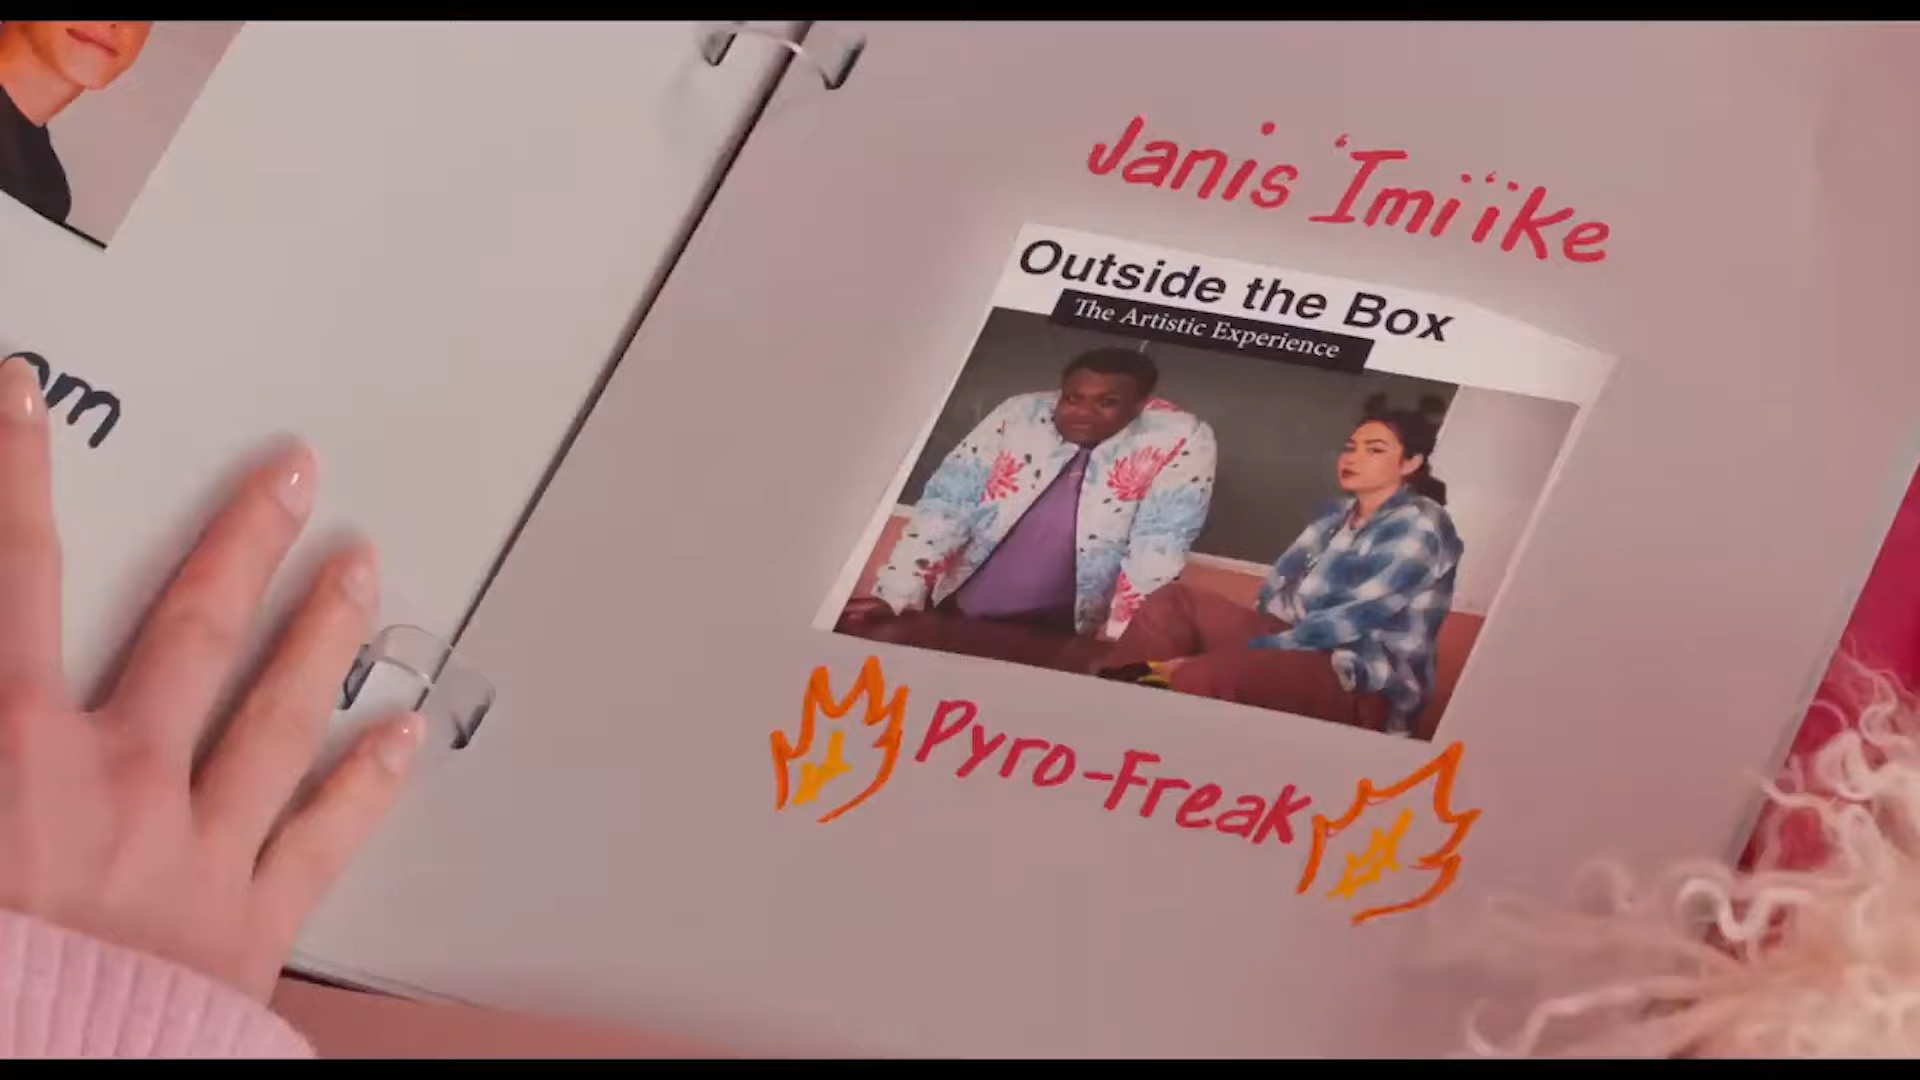 Janis 'Imi'ike
Outside the Box
The Artistic Experience
Pyro-Freak